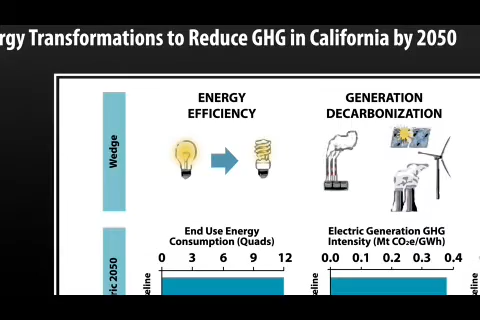 rgy Transformations to Reduce GHG in California by 2050
ENERGY
EFFICIENCY
GENERATION
DECARBONIZATION
Wedge
End Use Energy
Consumption (Quads)
0 3 6 9 12
Electric Generation GHG
Intensity (Mt CO₂e/GWh)
0.0 0.1 0.2 0.3 0.4
0
ric 2050
eline
eline